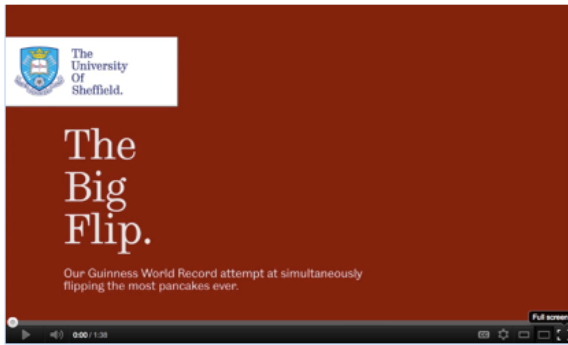 The
University
Of
Sheffield.
The
Big
Flip.
Our Guinness World Record attempt at simultaneously
flipping the most pancakes ever.
Full screen
0:00 / 1:38
CC